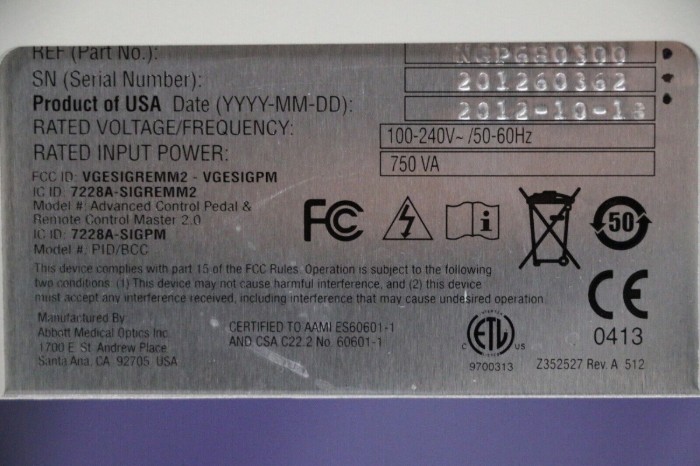 REF (Part No.): NGP680300
SN (Serial Number): 201260362
Product of USA Date (YYYY-MM-DD): 2012-10-18
RATED VOLTAGE/FREQUENCY: 100-240V~ /50-60Hz
RATED INPUT POWER: 750 VA
FCC ID: VGESIGREMM2 - VGESIGPM
IC ID: 7228A-SIGREMM2
Model #: Advanced Control Pedal &
Remote Control Master 2.0
IC ID: 7228A-SIGPM
Model #: PID/BCC
FC
i
50
This device complies with part 15 of the FCC Rules. Operation is subject to the following
two conditions: (1) This device may not cause harmful interference, and (2) this device
must accept any interference received, including interference that may cause undesired operation.
CE
0413
Manufactured By:
Abbott Medical Optics Inc.
1700 E. St. Andrew Place
Santa Ana, CA. 92705 USA
CERTIFIED TO AAMI ES60601-1
AND CSA C22.2 No. 60601-1
C ETL US
9700313
Z352527 Rev. A 512